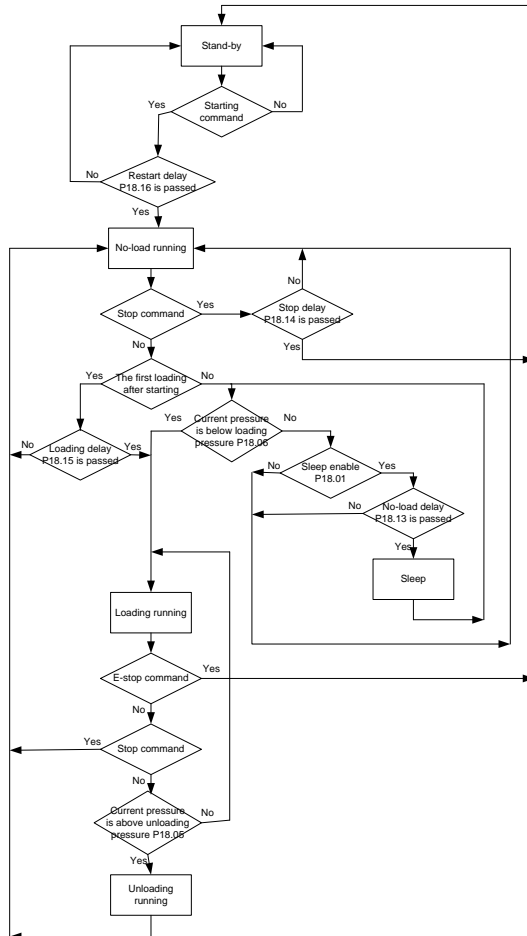 Stand-by
Starting
command
Yes
No
Restart delay
P18.16 is passed
No
Yes
No-load running
Stop command
Yes
No
Stop delay
P18.14 is passed
No
Yes
The first loading
after starting
Yes
No
Loading delay
P18.15 is passed
No
Yes
Current pressure
is below loading
pressure P18.06
Yes
No
Sleep enable
P18.01
No
Yes
No-load delay
P18.13 is passed
No
Yes
Sleep
Loading running
E-stop command
Yes
No
Stop command
Yes
No
Current pressure
is above unloading
pressure P18.05
No
Yes
Unloading
running